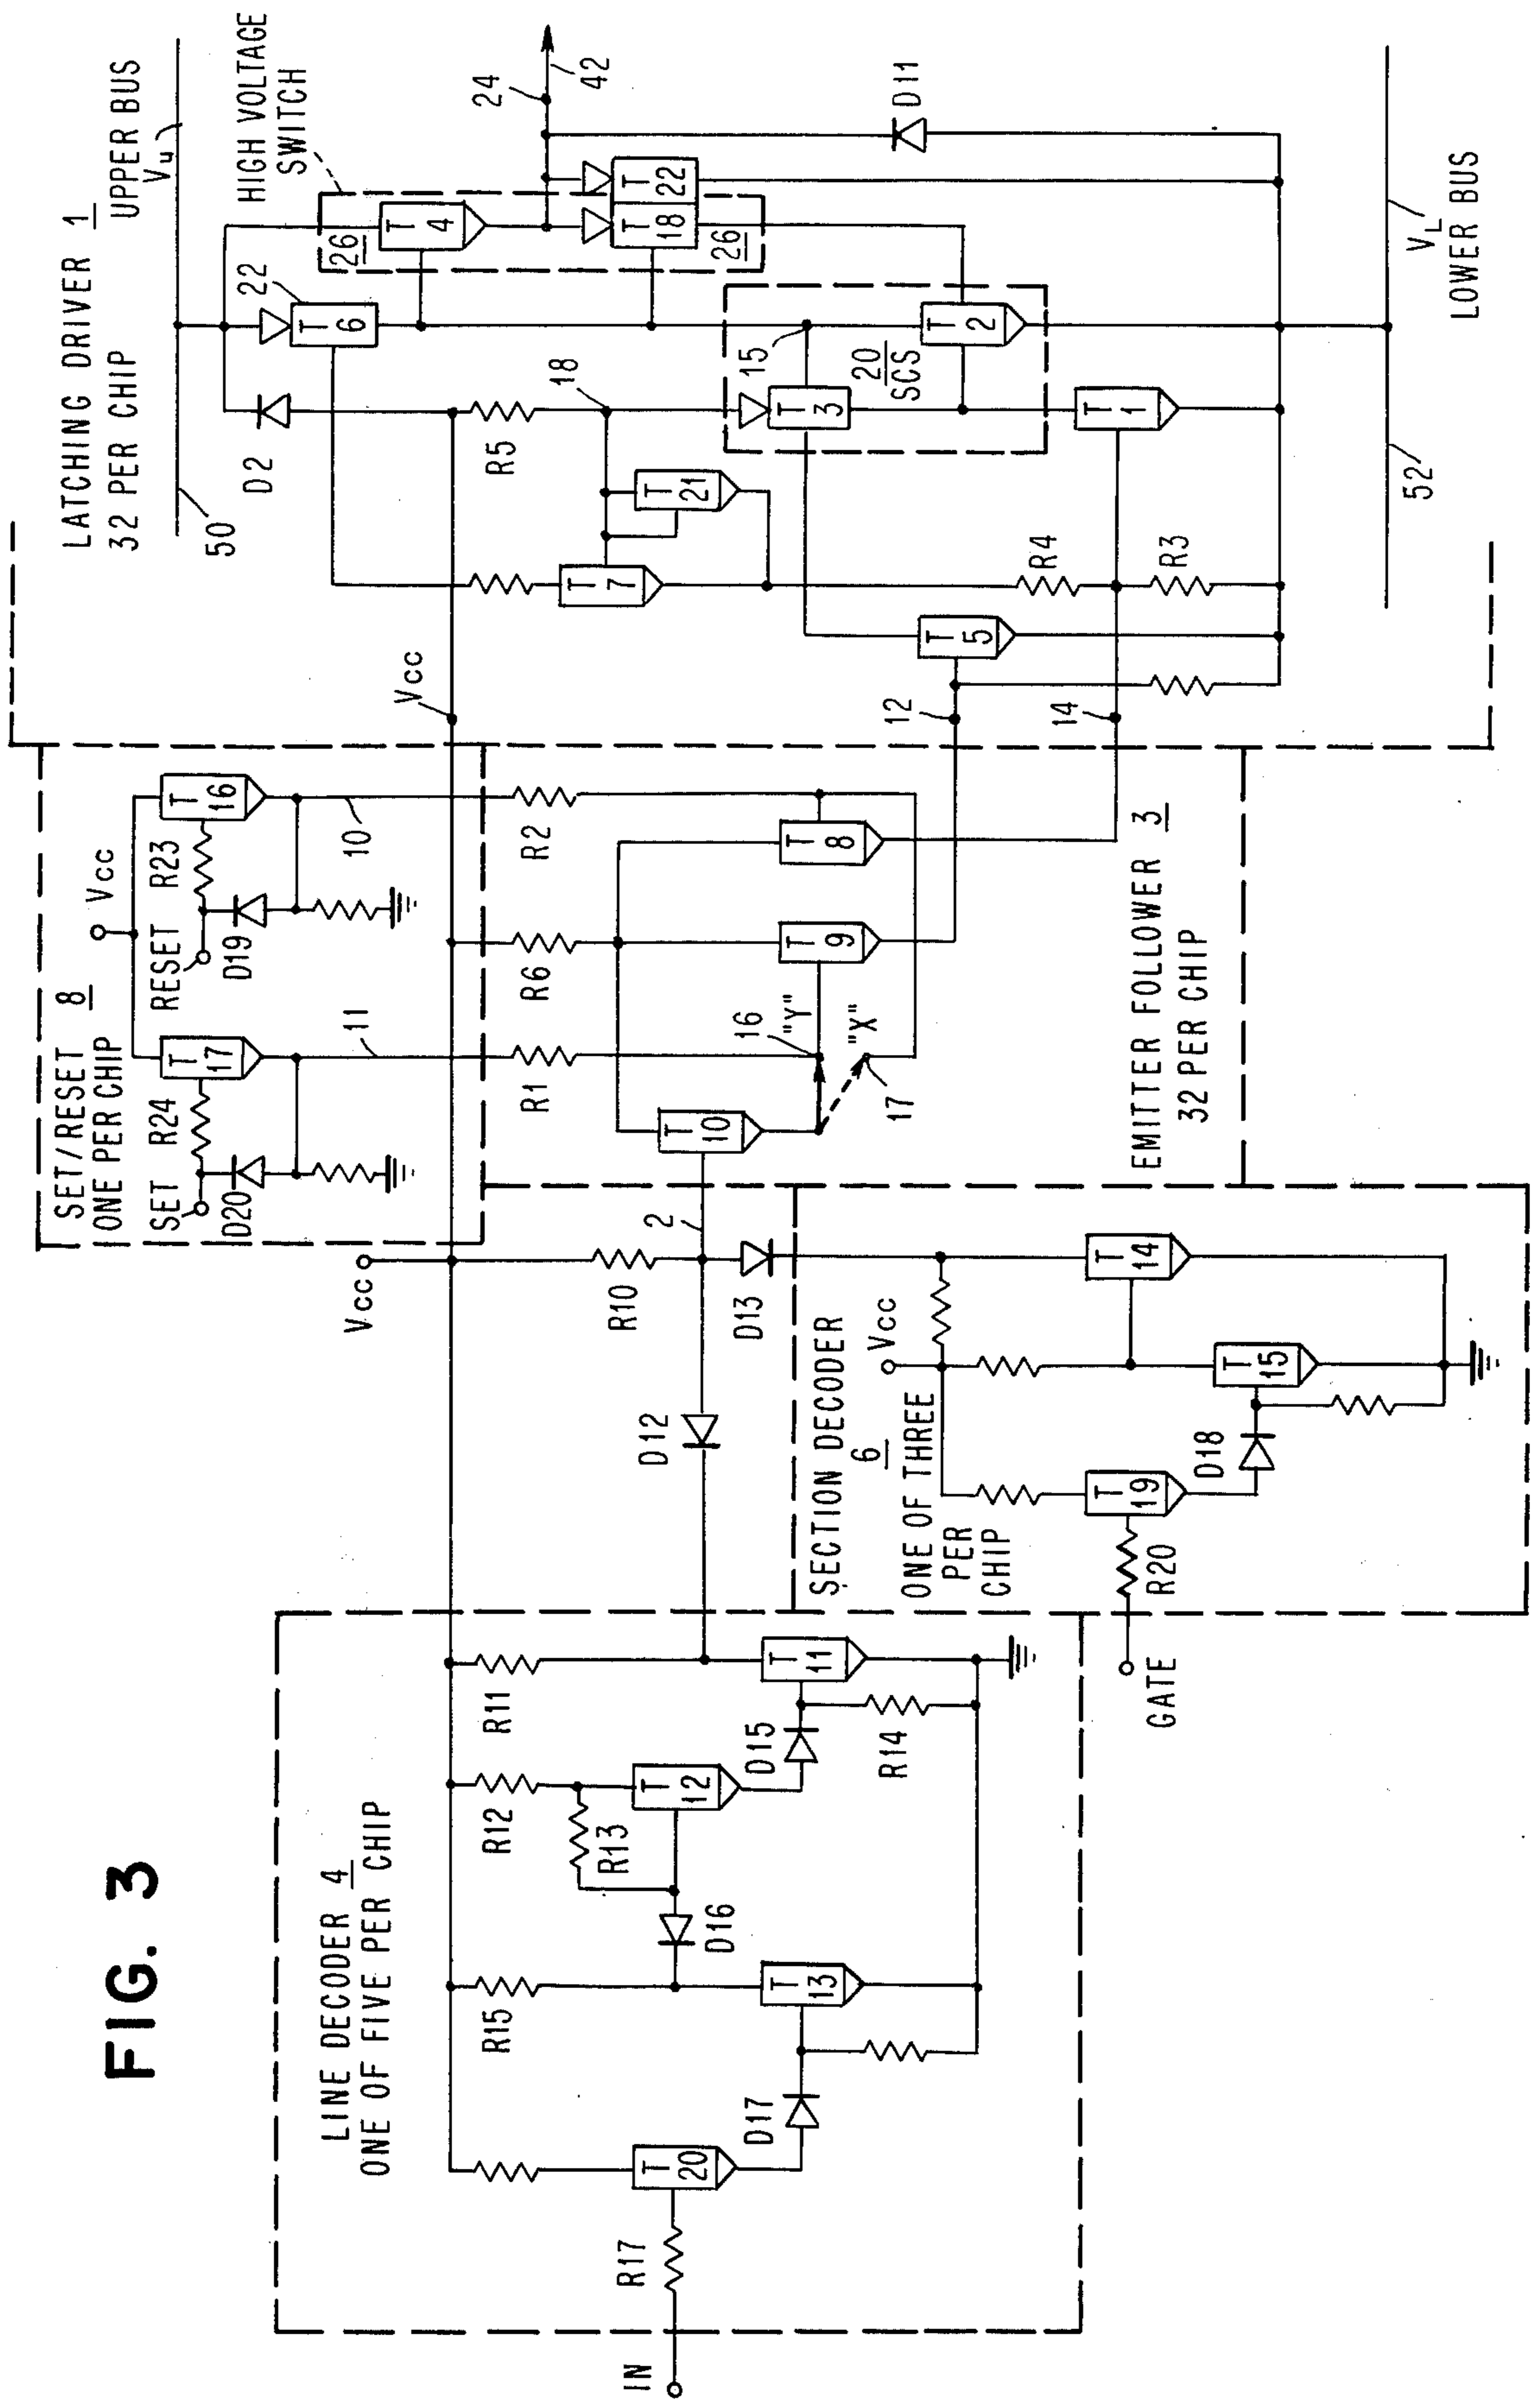 FIG. 3
LINE DECODER 4
ONE OF FIVE PER CHIP
IN
R17
T 20
D17
R15
T 13
D16
R13
R12
T 12
D15
R11
T 11
R14
D12
Vcc
R10
D13
2
SECTION DECODER
6
ONE OF THREE
PER
CHIP
Vcc
GATE
R20
T 19
D18
T 15
T 14
SET/RESET 8
ONE PER CHIP
SET
R24
D20
T 17
11
Vcc
RESET
R23
D19
T 16
10
R1
R6
R2
T 10
16
"Y"
"X"
17
T 9
T 8
EMITTER FOLLOWER 3
32 PER CHIP
LATCHING DRIVER 1
32 PER CHIP
UPPER BUS
Vu
50
Vcc
12
14
D2
22
T 6
HIGH VOLTAGE
SWITCH
26
T 4
24
42
T 18
T 22
26
D11
R5
18
T 7
T 21
15
T 3
20
SCS
T 2
T 1
T 5
R4
R3
52
VL
LOWER BUS